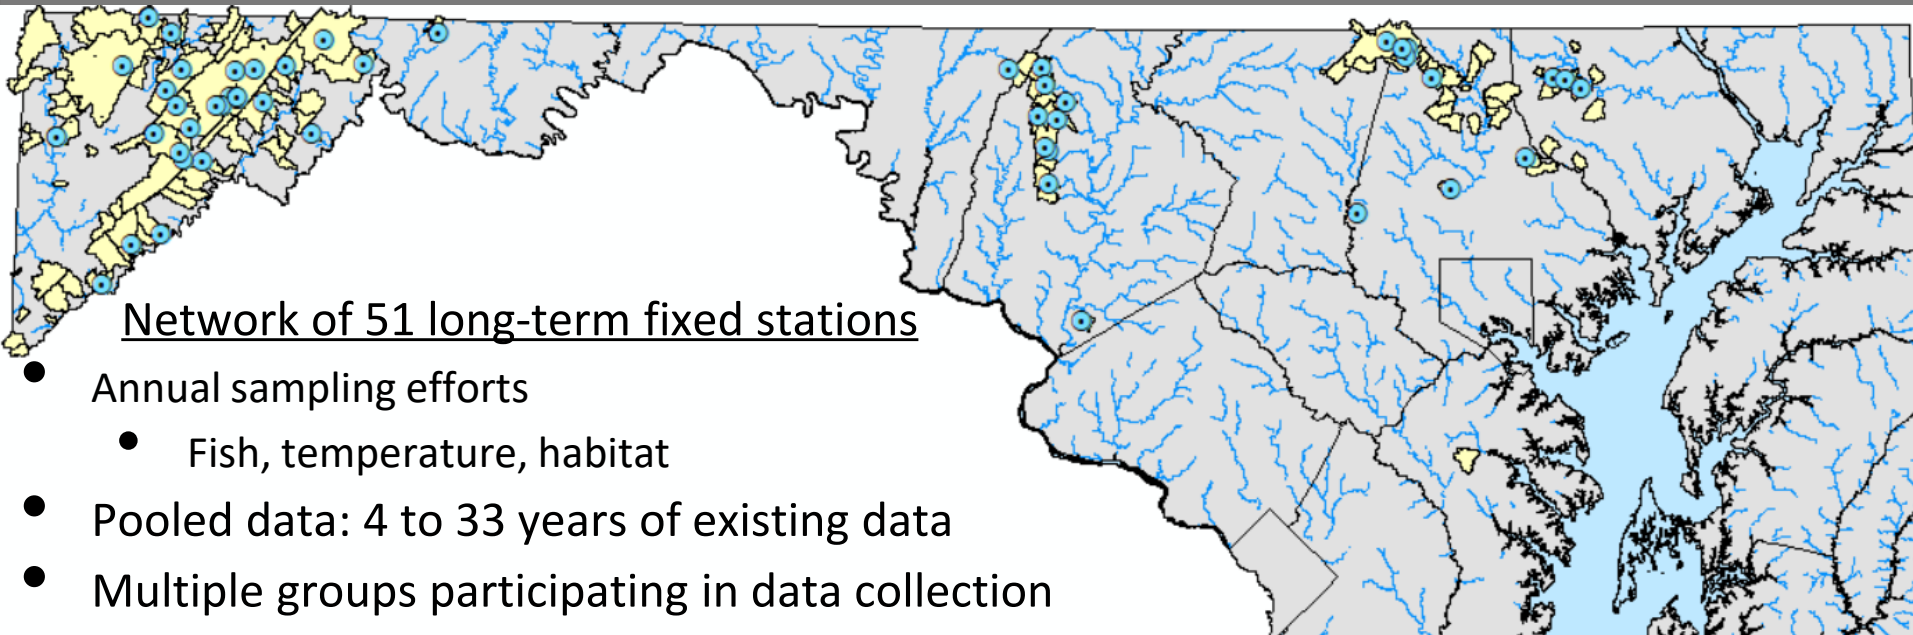 Network of 51 long-term fixed stations
• Annual sampling efforts
• Fish, temperature, habitat
• Pooled data: 4 to 33 years of existing data
• Multiple groups participating in data collection